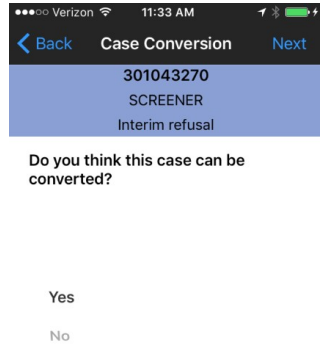 Verizon 11:33 AM
Back Case Conversion Next
301043270
SCREENER
Interim refusal
Do you think this case can be
converted?
Yes
No